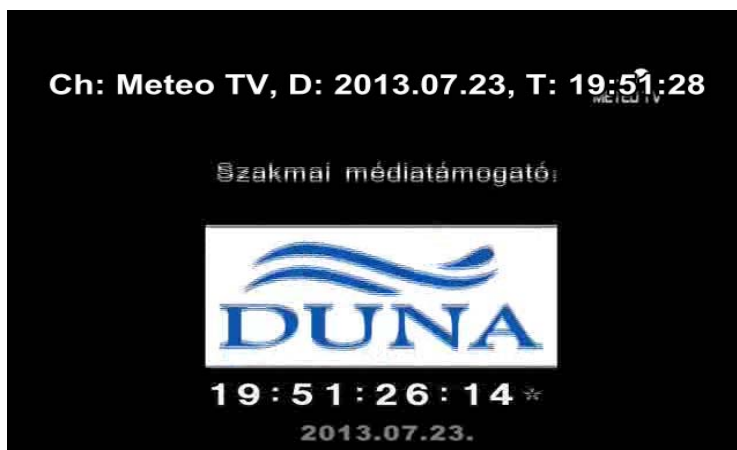 Ch: Meteo TV, D: 2013.07.23, T: 19:51:28
METEO TV
Szakmai médiatámogató:
DUNA
19:51:26:14*
2013.07.23.